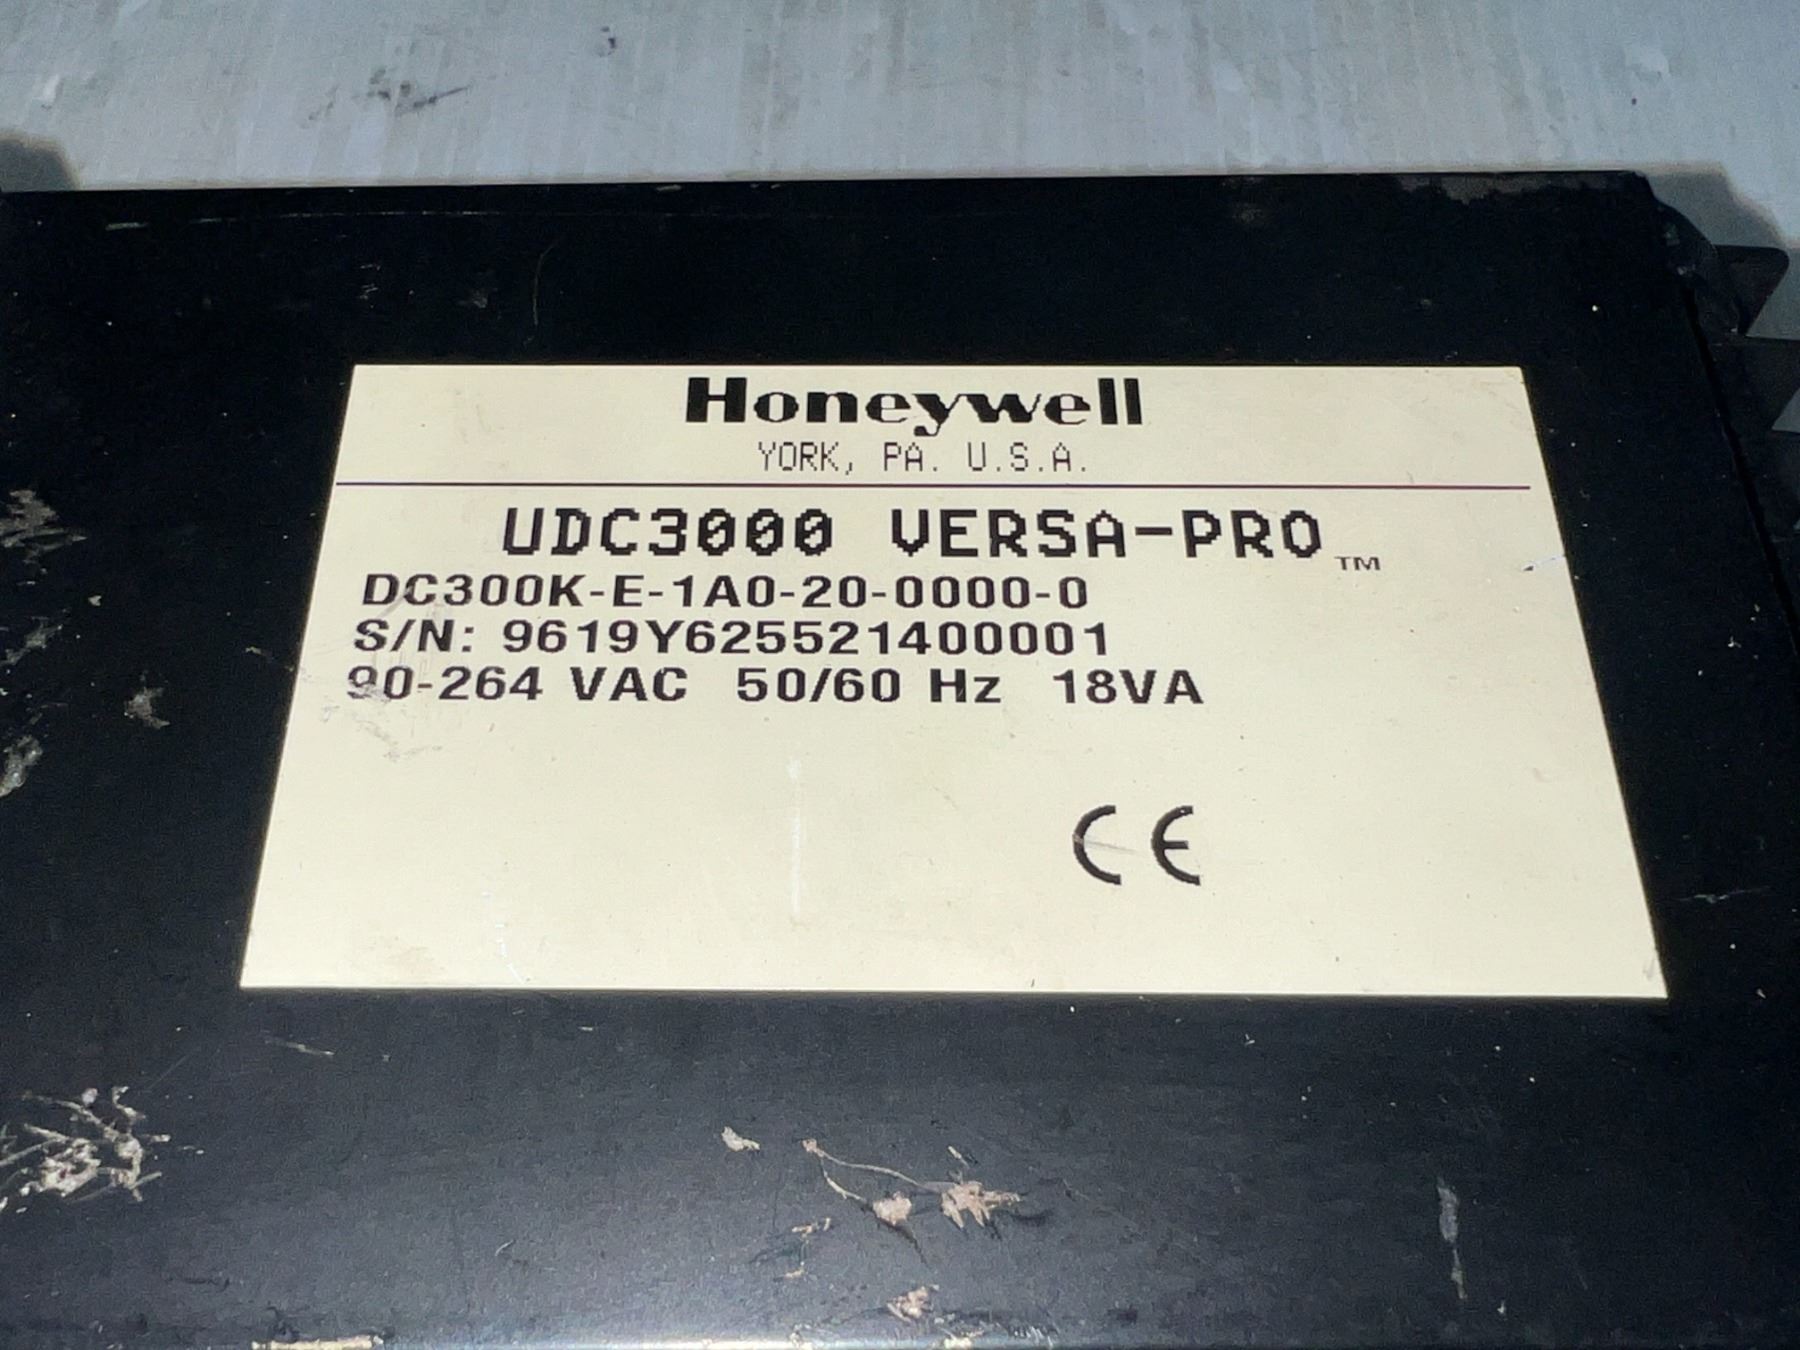 Honeywell
YORK, PA. U.S.A.
UDC3000 VERSA-PRO™
DC300K-E-1A0-20-0000-0
S/N: 9619Y625521400001
90-264 VAC 50/60 Hz 18VA
CE